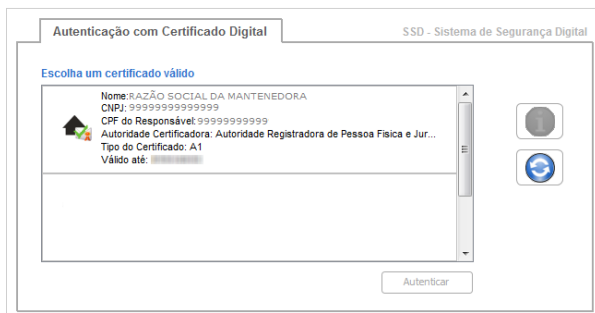 Autenticação com Certificado Digital
SSD - Sistema de Segurança Digital
Escolha um certificado válido
Nome:RAZÃO SOCIAL DA MANTENEDORA
CNPJ: 99999999999999
CPF do Responsável:99999999999
Autoridade Certificadora: Autoridade Registradora de Pessoa Fisica e Jur...
Tipo do Certificado: A1
Válido até:
Autenticar